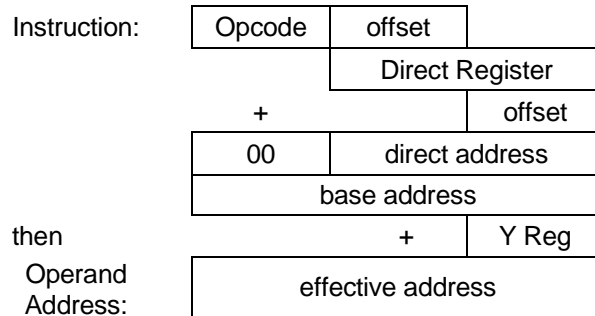 Instruction: Opcode offset
Direct Register
+ offset
00 direct address
base address
then + Y Reg
Operand
Address: effective address